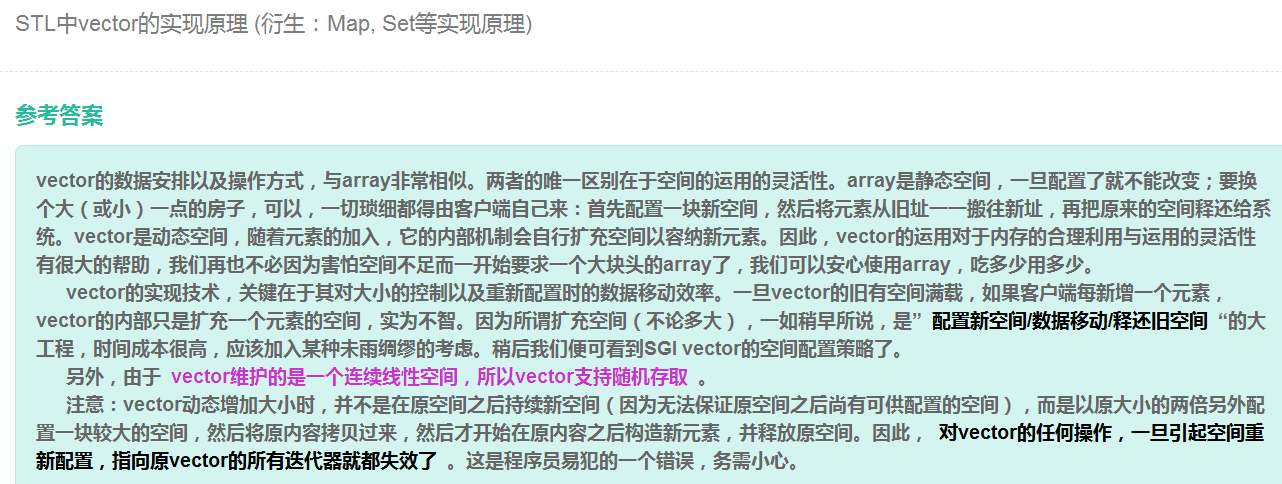 STL中vector的实现原理 (衍生：Map, Set等实现原理)
参考答案
vector的数据安排以及操作方式，与array非常相似。两者的唯一区别在于空间的运用的灵活性。array是静态空间，一旦配置了就不能改变；要换
个大（或小）一点的房子，可以，一切琐细都得由客户端自己来：首先配置一块新空间，然后将元素从旧址一一搬往新址，再把原来的空间释还给系
统。vector是动态空间，随着元素的加入，它的内部机制会自行扩充空间以容纳新元素。因此，vector的运用对于内存的合理利用与运用的灵活性
有很大的帮助，我们再也不必因为害怕空间不足而一开始要求一个大块头的array了，我们可以安心使用array，吃多少用多少。
vector的实现技术，关键在于其对大小的控制以及重新配置时的数据移动效率。一旦vector的旧有空间满载，如果客户端每新增一个元素，
vector的内部只是扩充一个元素的空间，实为不智。因为所谓扩充空间（不论多大），一如稍早所说，是” 配置新空间/数据移动/释还旧空间 “的大
工程，时间成本很高，应该加入某种未雨绸缪的考虑。稍后我们便可看到SGI vector的空间配置策略了。
另外，由于 vector维护的是一个连续线性空间，所以vector支持随机存取 。
注意：vector动态增加大小时，并不是在原空间之后持续新空间（因为无法保证原空间之后尚有可供配置的空间），而是以原大小的两倍另外配
置一块较大的空间，然后将原内容拷贝过来，然后才开始在原内容之后构造新元素，并释放原空间。因此， 对vector的任何操作，一旦引起空间重
新配置，指向原vector的所有迭代器就都失效了 。这是程序员易犯的一个错误，务需小心。